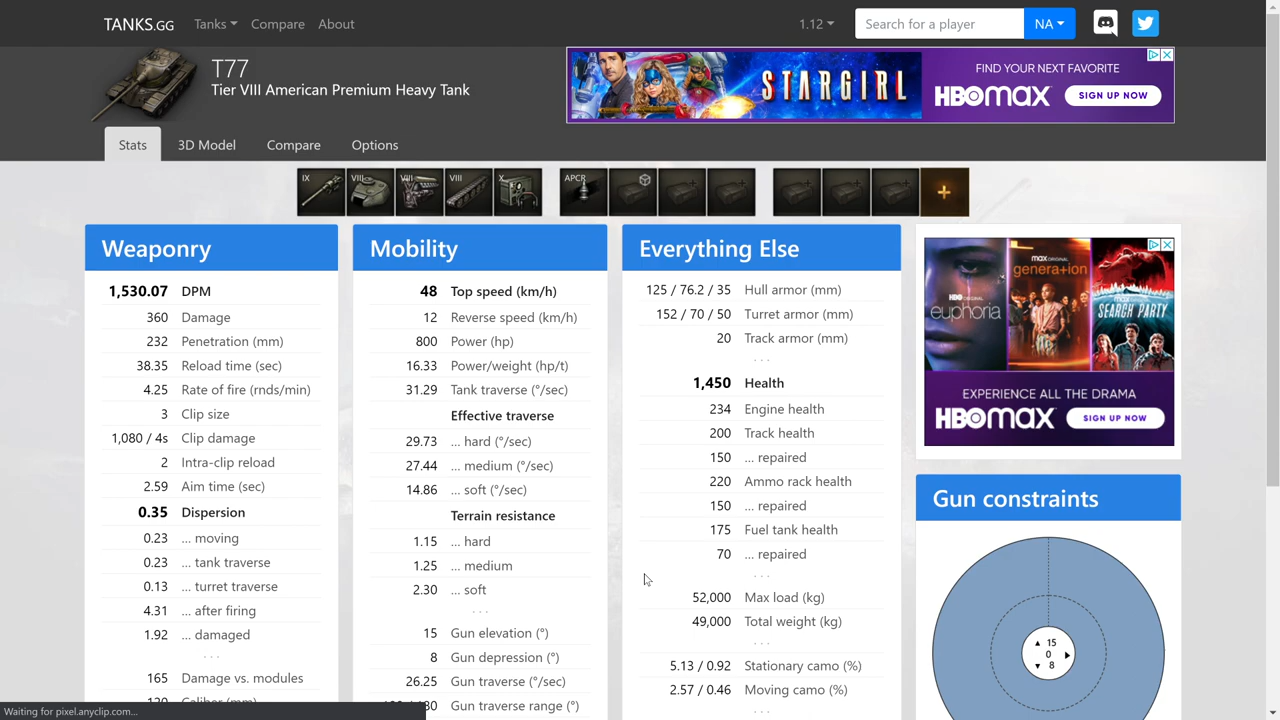 TANKS.GG Tanks Compare About 1.12 Search for a player NA
T77
Tier VIII American Premium Heavy Tank
STARGIRL
FIND YOUR NEXT FAVORITE
HBOMAX SIGN UP NOW
Stats 3D Model Compare Options
IX VIII VIII VIII X APCR
Weaponry
1,530.07 DPM
360 Damage
232 Penetration (mm)
38.35 Reload time (sec)
4.25 Rate of fire (rnds/min)
3 Clip size
1,080 / 4s Clip damage
2 Intra-clip reload
2.59 Aim time (sec)
0.35 Dispersion
0.23 ... moving
0.23 ... tank traverse
0.13 ... turret traverse
4.31 ... after firing
1.92 ... damaged
. . .
165 Damage vs. modules
Caliber (mm)
Mobility
48 Top speed (km/h)
12 Reverse speed (km/h)
800 Power (hp)
16.33 Power/weight (hp/t)
31.29 Tank traverse (°/sec)
Effective traverse
29.73 ... hard (°/sec)
27.44 ... medium (°/sec)
14.86 ... soft (°/sec)
Terrain resistance
1.15 ... hard
1.25 ... medium
2.30 ... soft
. . .
15 Gun elevation (°)
8 Gun depression (°)
26.25 Gun traverse (°/sec)
Gun traverse range (°)
Everything Else
125 / 76.2 / 35 Hull armor (mm)
152 / 70 / 50 Turret armor (mm)
20 Track armor (mm)
. . .
1,450 Health
234 Engine health
200 Track health
150 ... repaired
220 Ammo rack health
150 ... repaired
175 Fuel tank health
70 ... repaired
. . .
52,000 Max load (kg)
49,000 Total weight (kg)
. . .
5.13 / 0.92 Stationary camo (%)
2.57 / 0.46 Moving camo (%)
. . .
HBO ORIGINAL
euphoria
max ORIGINAL
genera+ion
max ORIGINAL
SEARCH PARTY
EXPERIENCE ALL THE DRAMA
HBOMAX SIGN UP NOW
Gun constraints
15
0
8
Waiting for pixel.anyclip.com...